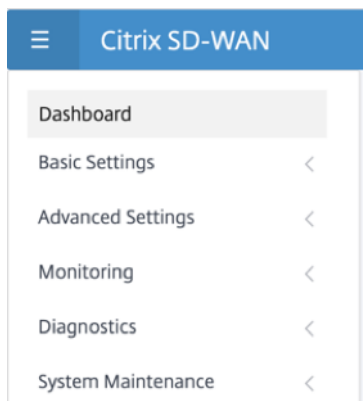 Citrix SD-WAN
Dashboard
Basic Settings
Advanced Settings
Monitoring
Diagnostics
System Maintenance